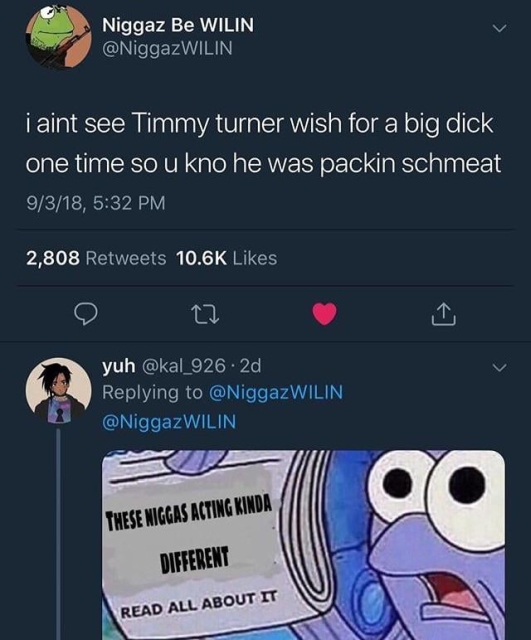 Niggaz Be WILIN
@NiggazWILIN
i aint see Timmy turner wish for a big dick
one time so u kno he was packin schmeat
9/3/18, 5:32 PM
2,808 Retweets 10.6K Likes
yuh @kal_926 · 2d
Replying to @NiggazWILIN
@NiggazWILIN
THESE NIGGAS ACTING KINDA
DIFFERENT
READ ALL ABOUT IT